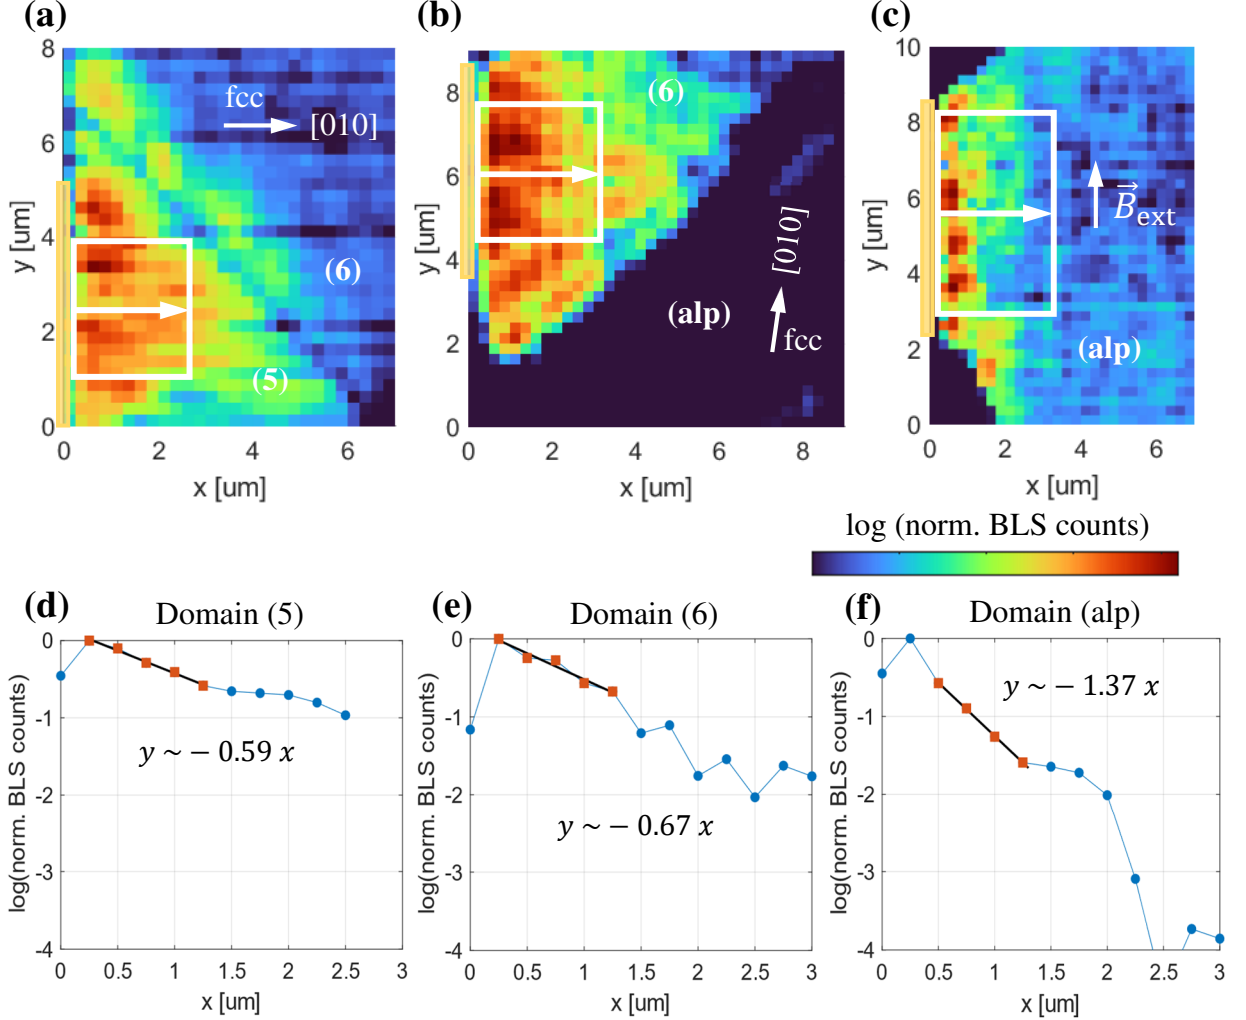 (a)
8
6
4
2
0
y [um]
0 2 4 6
x [um]
fcc
[010]
(6)
(5)
(b)
8
6
4
2
0
y [um]
0 2 4 6 8
x [um]
(6)
(alp)
[010]
fcc
(c)
10
8
6
4
2
0
y [um]
0 2 4 6
x [um]
B⃗ext
(alp)
log (norm. BLS counts)
(d) Domain (5)
0
-1
-2
-3
-4
log(norm. BLS counts)
y ~ − 0.59 x
0 0.5 1 1.5 2 2.5 3
x [um]
(e) Domain (6)
0
-1
-2
-3
-4
log(norm. BLS counts)
y ~ − 0.67 x
0 0.5 1 1.5 2 2.5 3
x [um]
(f) Domain (alp)
0
-1
-2
-3
-4
log(norm. BLS counts)
y ~ − 1.37 x
0 0.5 1 1.5 2 2.5 3
x [um]